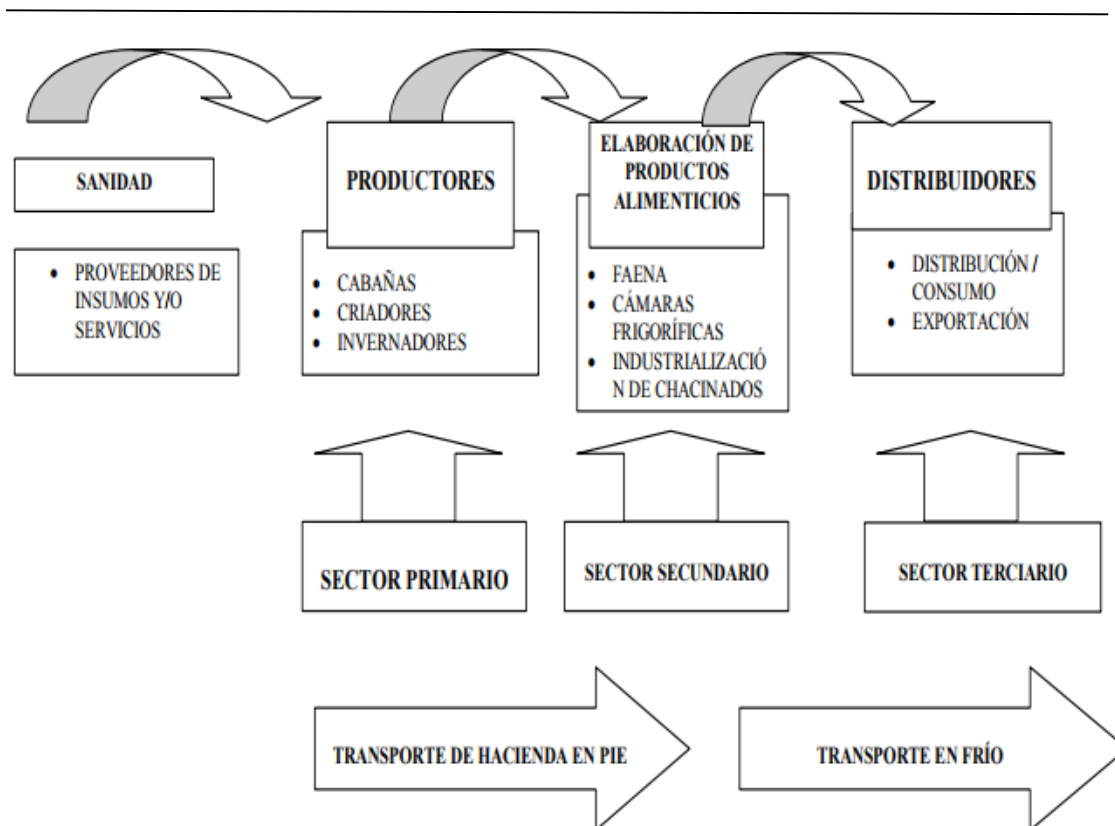 SANIDAD
• PROVEEDORES DE
INSUMOS Y/O
SERVICIOS
PRODUCTORES
• CABAÑAS
• CRIADORES
• INVERNADORES
ELABORACIÓN DE
PRODUCTOS
ALIMENTICIOS
• FAENA
• CÁMARAS
FRIGORÍFICAS
• INDUSTRIALIZACIÓ
N DE CHACINADOS
DISTRIBUIDORES
• DISTRIBUCIÓN /
CONSUMO
• EXPORTACIÓN
SECTOR PRIMARIO
SECTOR SECUNDARIO
SECTOR TERCIARIO
TRANSPORTE DE HACIENDA EN PIE
TRANSPORTE EN FRÍO